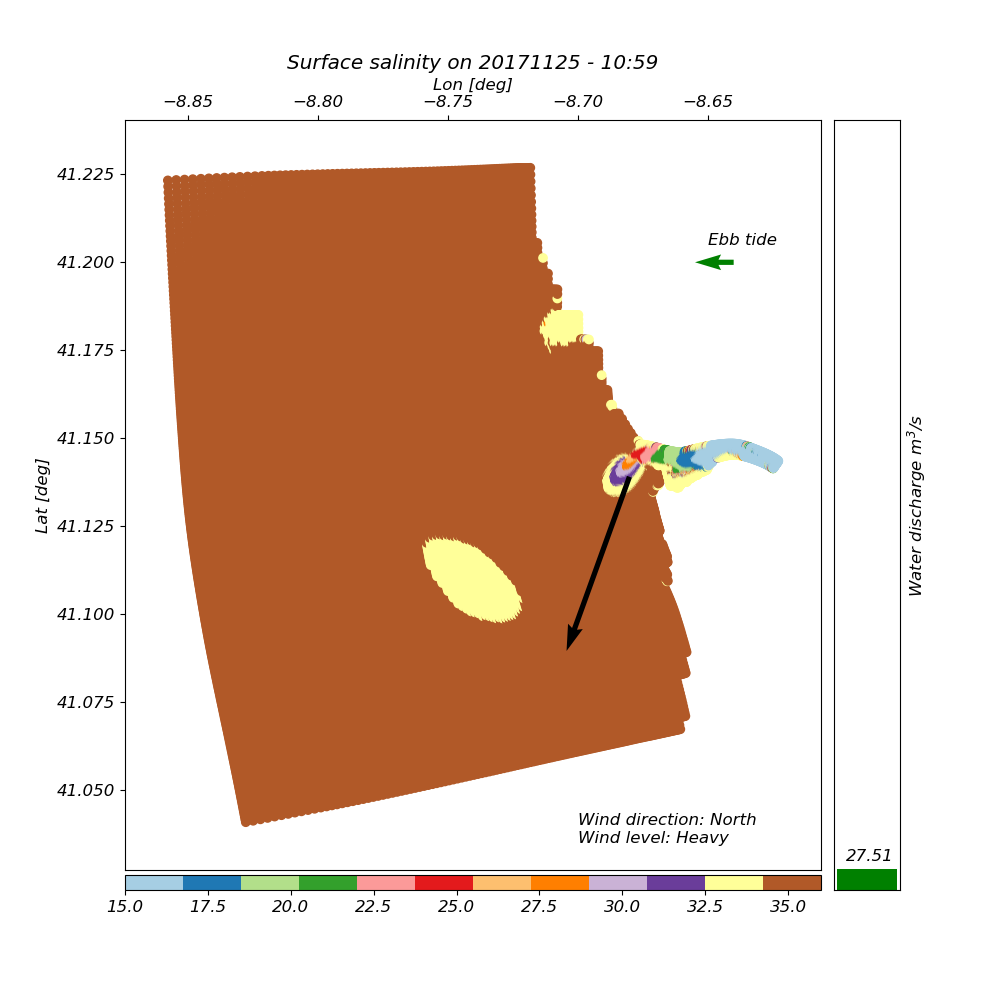 Surface salinity on 20171125 - 10:59
Lon [deg]
−8.85 −8.80 −8.75 −8.70 −8.65
41.225
41.200
41.175
41.150
41.125
41.100
41.075
41.050
Lat [deg]
Ebb tide
Wind direction: North
Wind level: Heavy
Water discharge m³/s
27.51
15.0 17.5 20.0 22.5 25.0 27.5 30.0 32.5 35.0